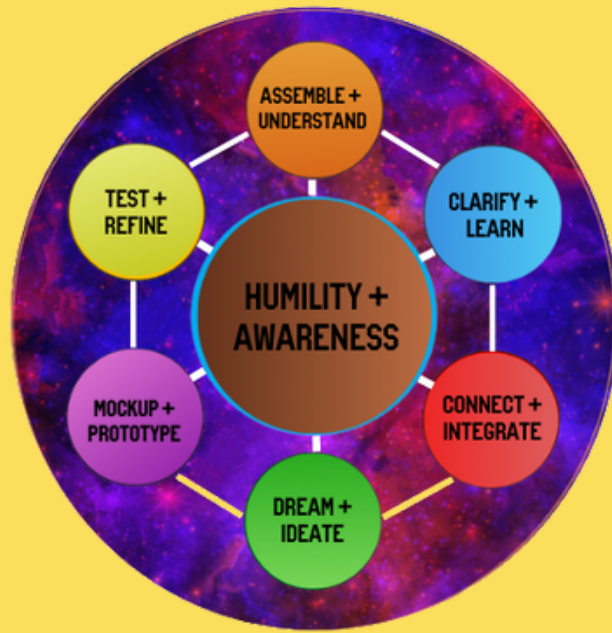 ASSEMBLE +
UNDERSTAND
CLARIFY +
LEARN
CONNECT +
INTEGRATE
DREAM +
IDEATE
MOCKUP +
PROTOTYPE
TEST +
REFINE
HUMILITY +
AWARENESS